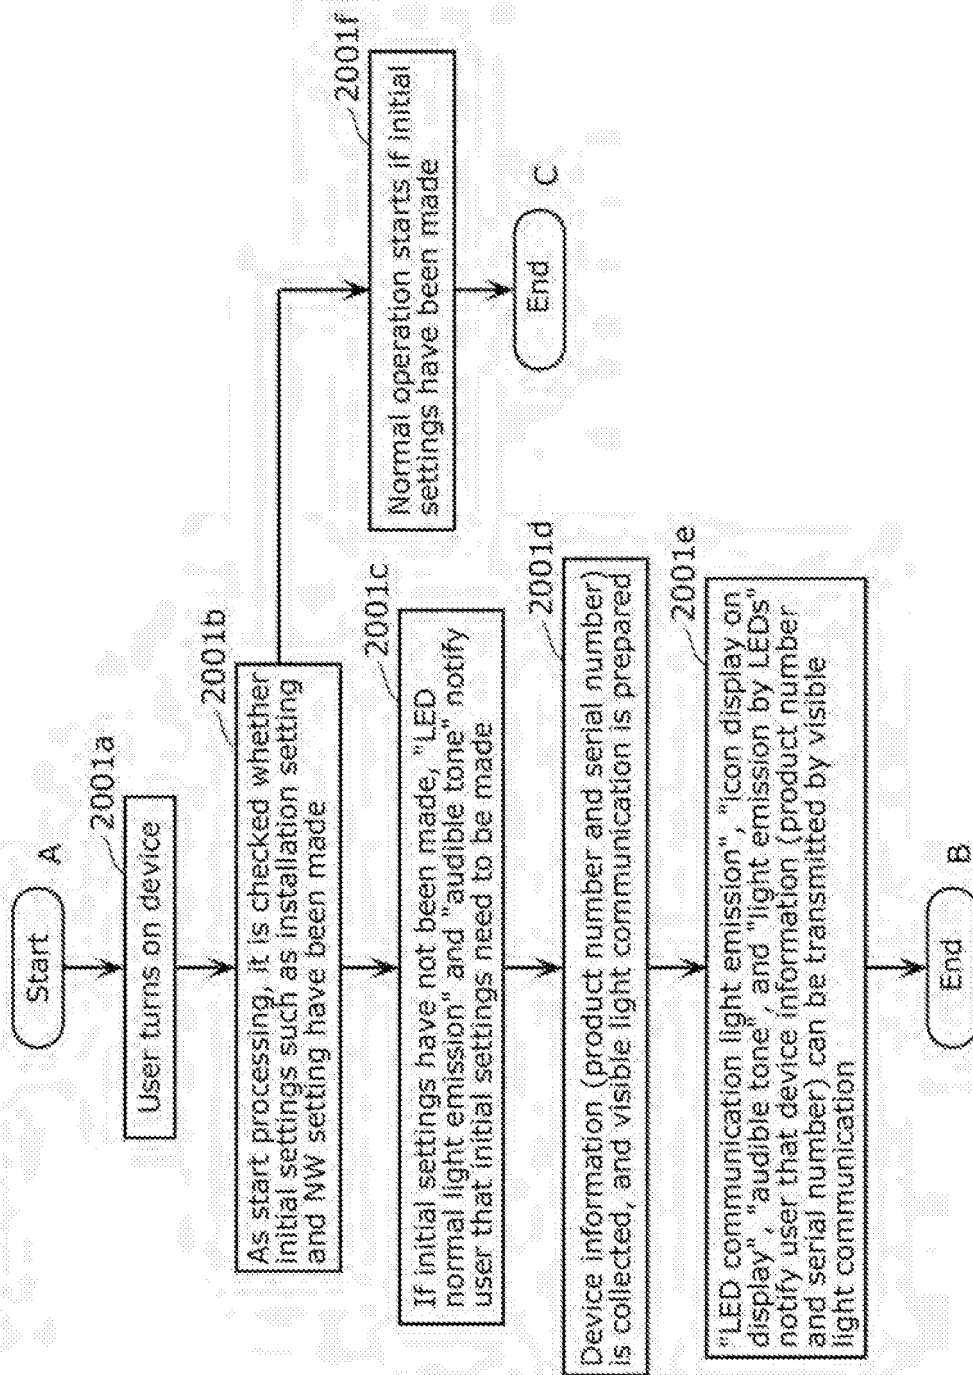 Start
A
2001a
User turns on device
2001b
As start processing, it is checked whether
initial settings such as installation setting
and NW setting have been made
2001c
If initial settings have not been made, "LED
normal light emission" and "audible tone" notify
user that initial settings need to be made
2001d
Device information (product number and serial number)
is collected, and visible light communication is prepared
2001e
"LED communication light emission", "icon display on
display", "audible tone", and "light emission by LEDs"
notify user that device information (product number
and serial number) can be transmitted by visible
light communication
End
B
2001f
Normal operation starts if initial
settings have been made
End
C